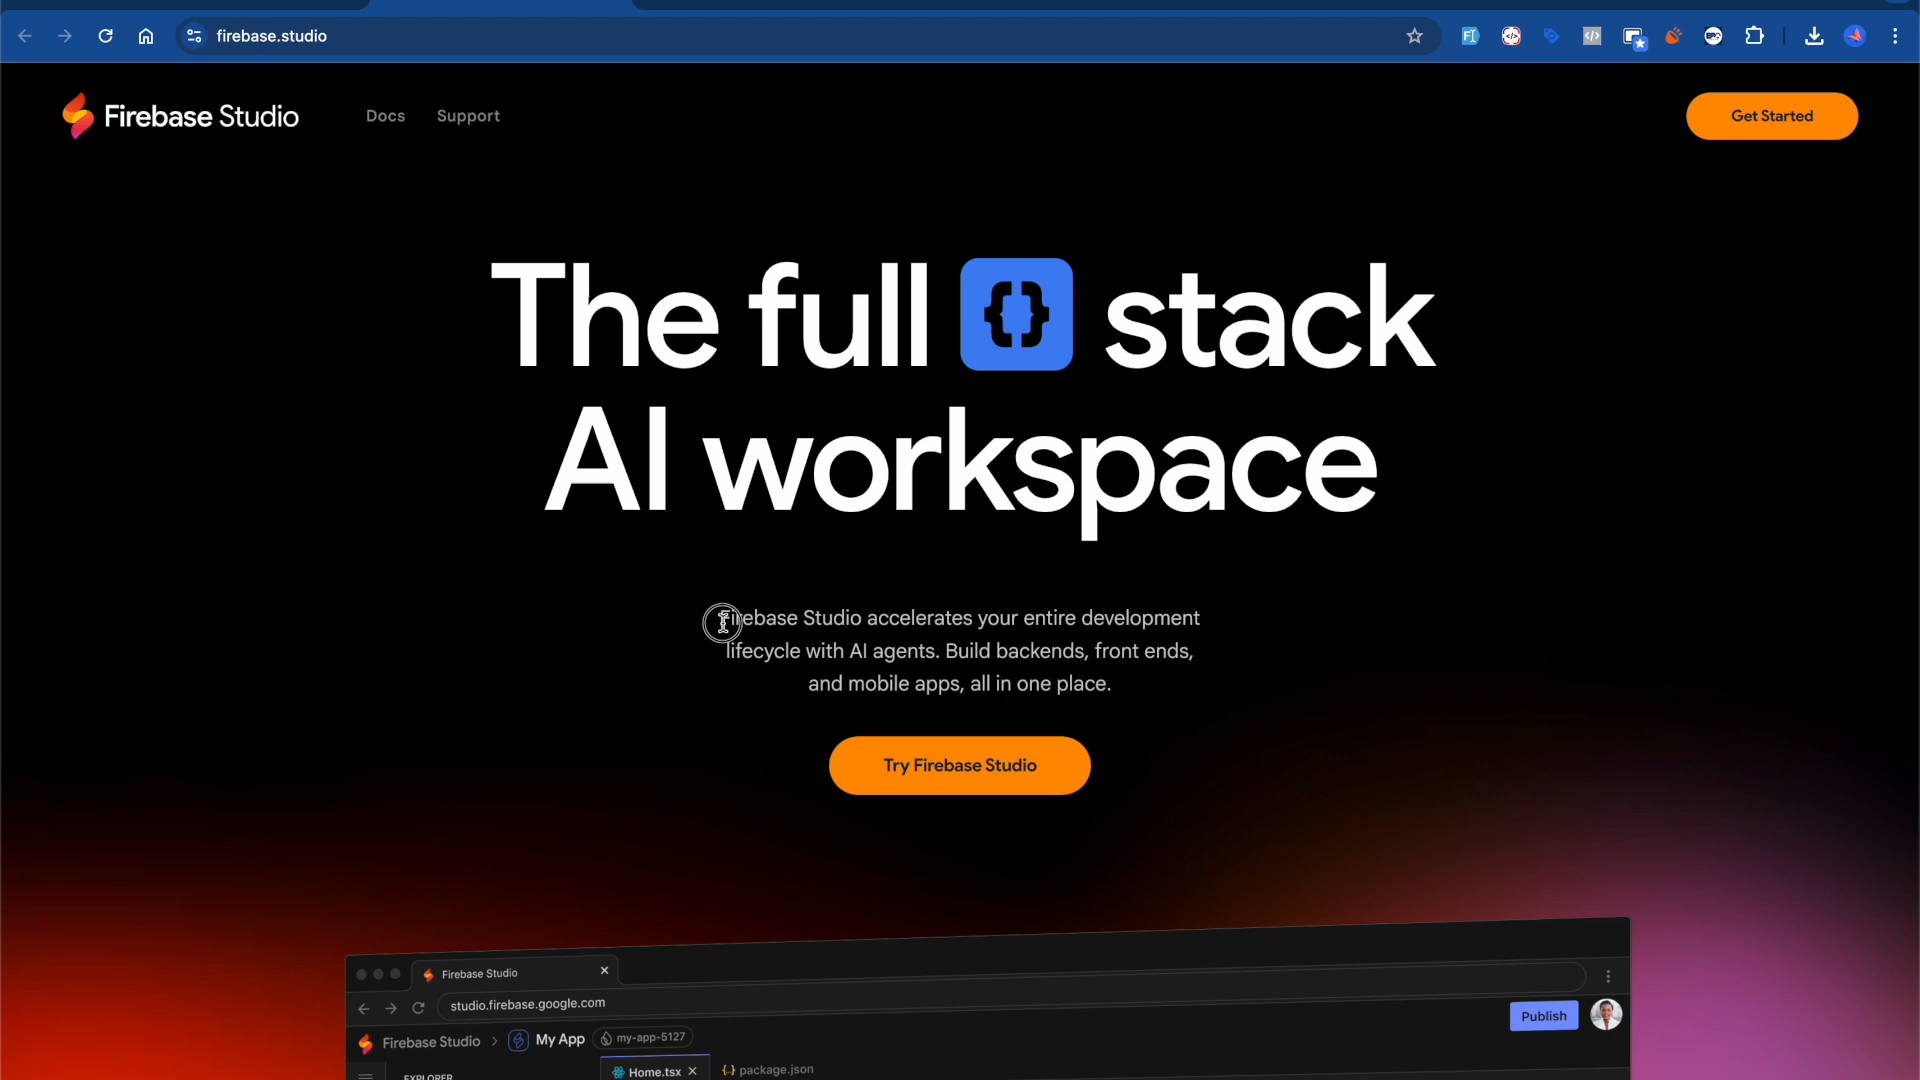 firebase.studio
Firebase Studio
Docs
Support
Get Started
The full {} stack
AI workspace
Firebase Studio accelerates your entire development
lifecycle with AI agents. Build backends, front ends,
and mobile apps, all in one place.
Try Firebase Studio
Firebase Studio
studio.firebase.google.com
Publish
Firebase Studio > My App my-app-5127
EXPLORER
Home.tsx
{..} package.json